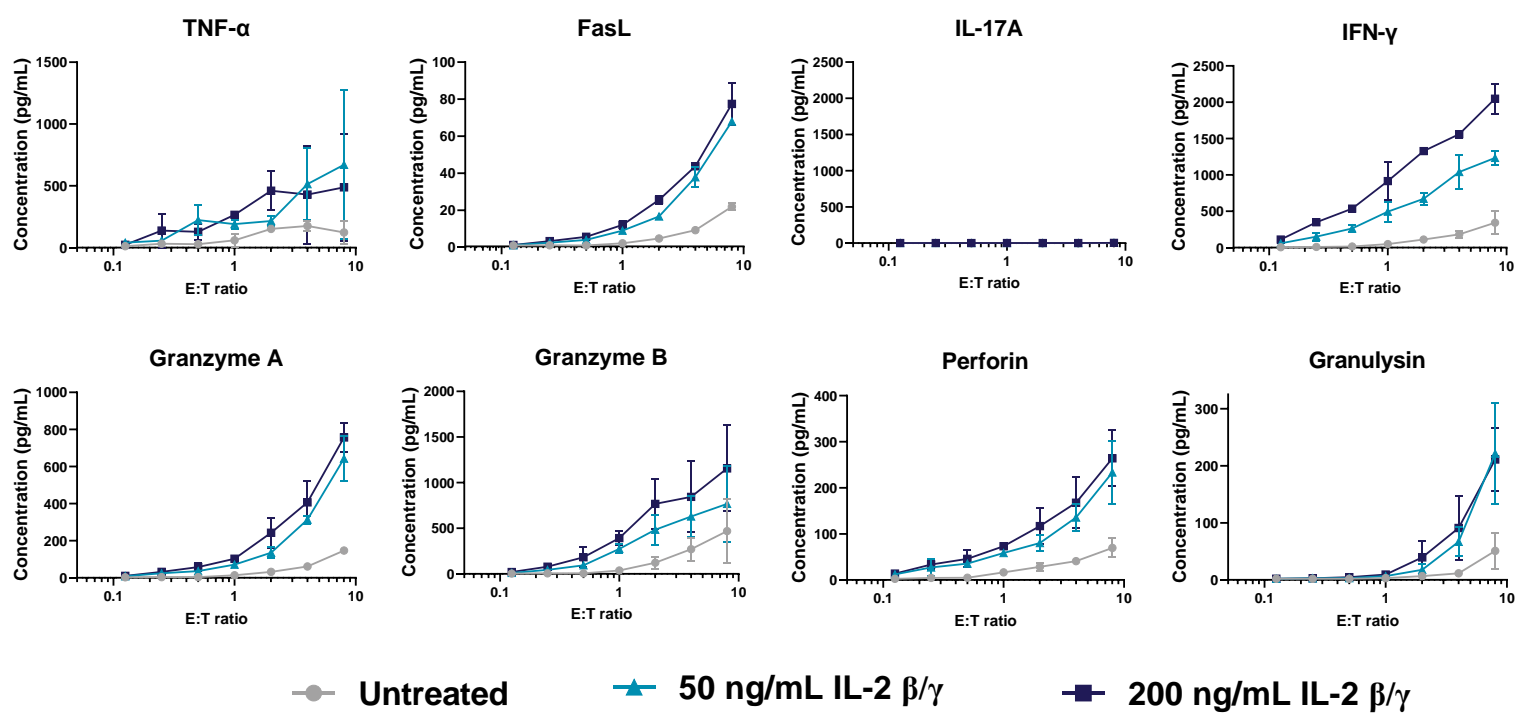 TNF-α
Concentration (pg/mL)
1500
1000
500
0
0.1 1 10
E:T ratio
FasL
Concentration (pg/mL)
100
80
60
40
20
0
0.1 1 10
E:T ratio
IL-17A
Concentration (pg/mL)
2500
2000
1500
1000
500
0
0.1 1 10
E:T ratio
IFN-γ
Concentration (pg/mL)
2500
2000
1500
1000
500
0
0.1 1 10
E:T ratio
Granzyme A
Concentration (pg/mL)
1000
800
600
400
200
0
0.1 1 10
E:T ratio
Granzyme B
Concentration (pg/mL)
2000
1500
1000
500
0
0.1 1 10
E:T ratio
Perforin
Concentration (pg/mL)
400
300
200
100
0
0.1 1 10
E:T ratio
Granulysin
Concentration (pg/mL)
300
200
100
0
0.1 1 10
E:T ratio
Untreated
50 ng/mL IL-2 β/γ
200 ng/mL IL-2 β/γ